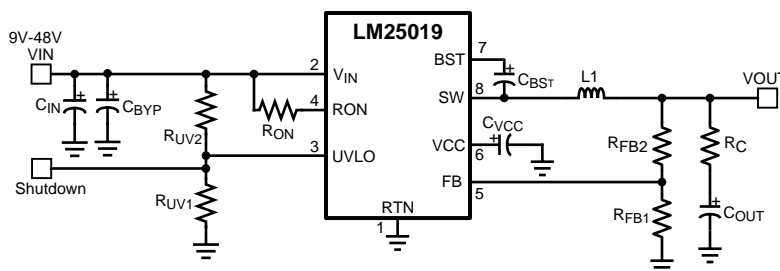 LM25019
9V-48V
VIN
2
VIN
BST
7
CIN
+
CBYP
+
RUV2
RON
4
RON
+
CBST
SW
8
L1
VOUT
3
UVLO
VCC
6
CVCC
+
RFB2
RC
Shutdown
RUV1
FB
5
RTN
1
RFB1
+
COUT